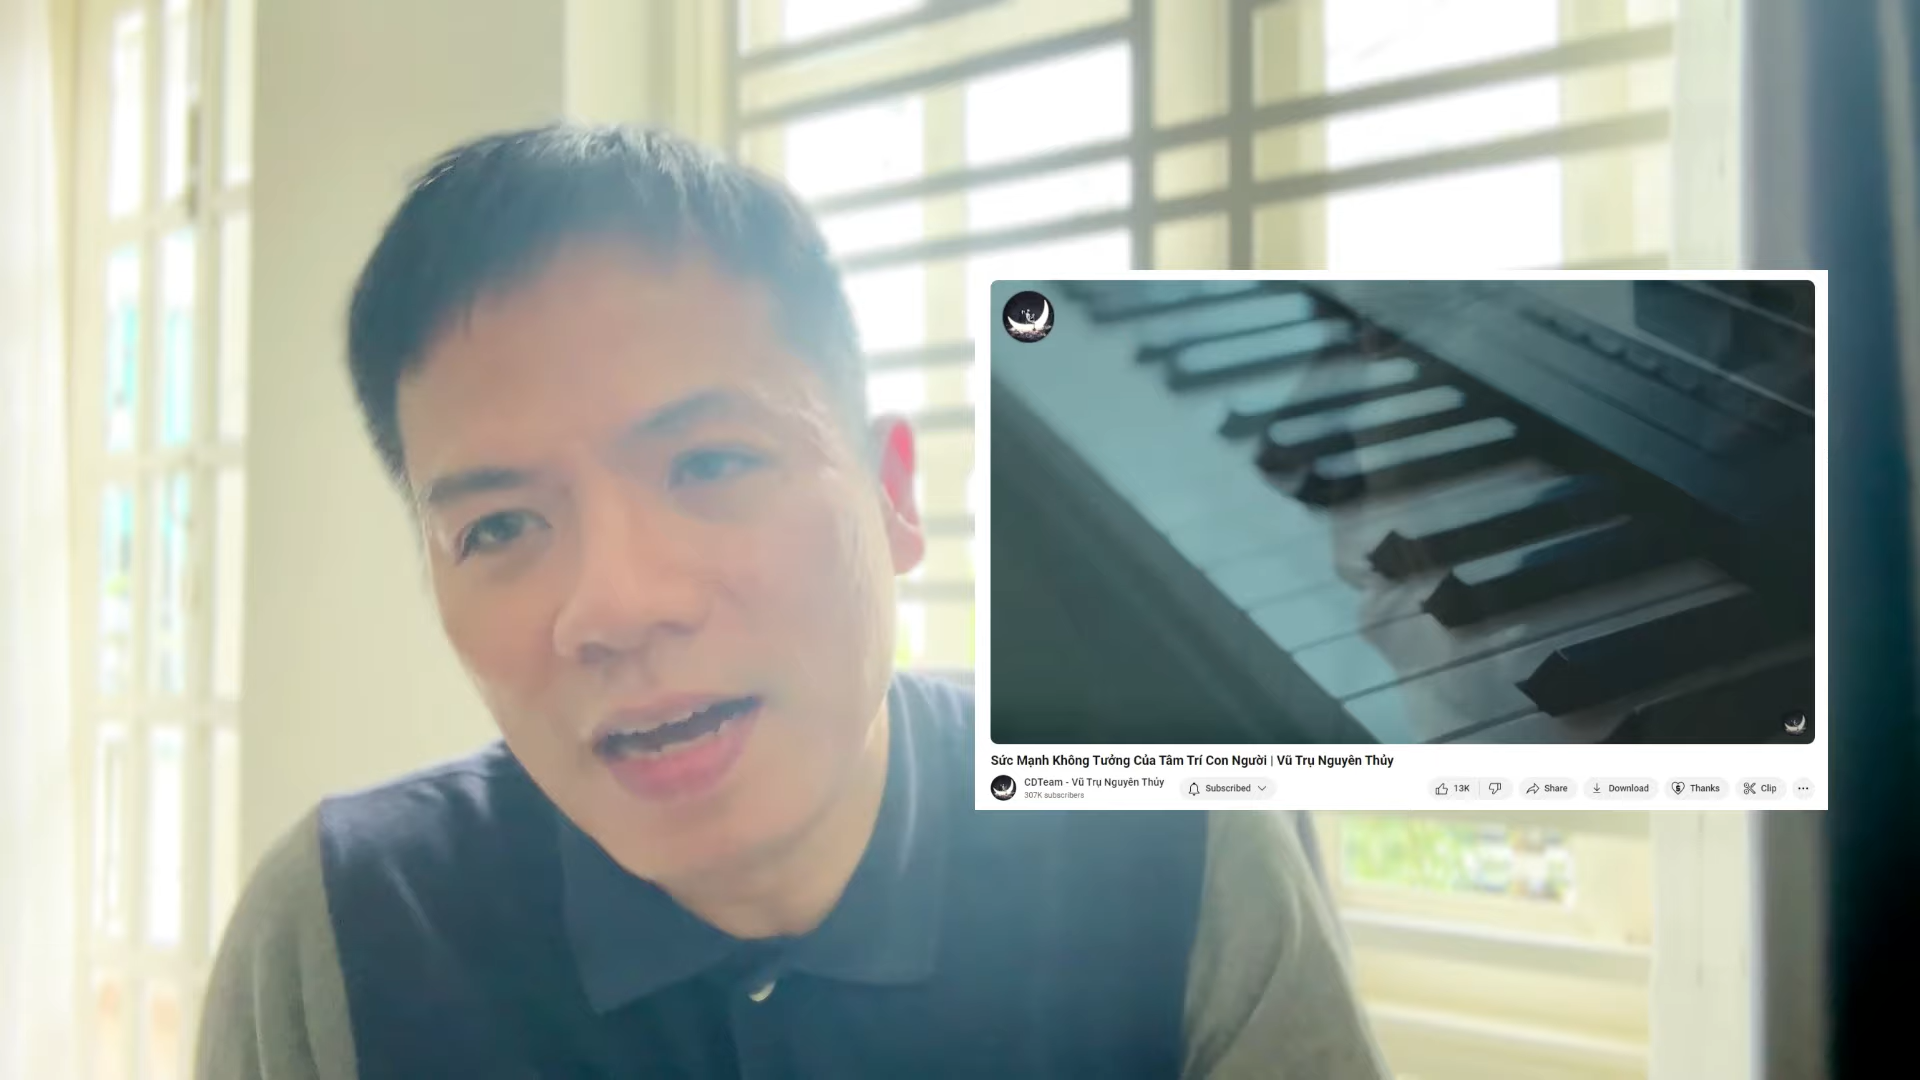 Sức Mạnh Không Tưởng Của Tâm Trí Con Người | Vũ Trụ Nguyên Thủy
CDTeam - Vũ Trụ Nguyên Thủy
307K subscribers
Subscribed
13K
Share
Download
Thanks
Clip